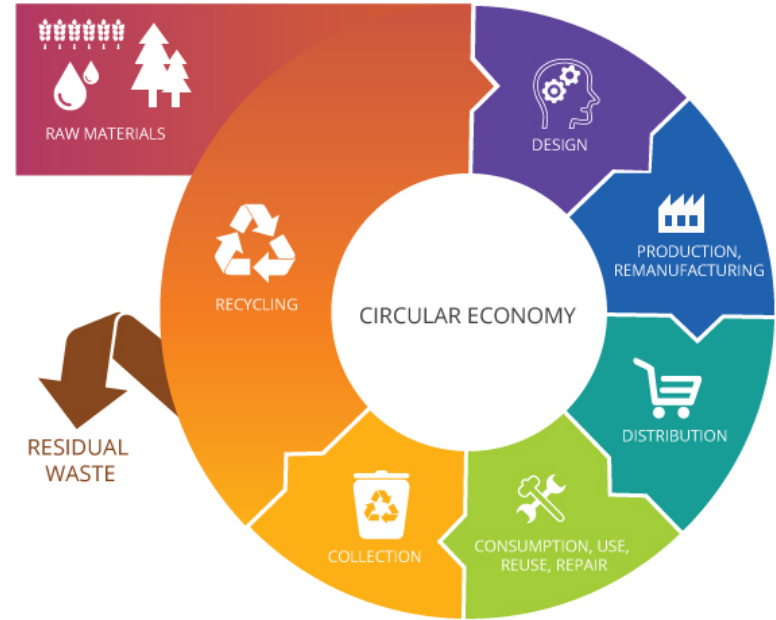 RAW MATERIALS
DESIGN
PRODUCTION,
REMANUFACTURING
RECYCLING
CIRCULAR ECONOMY
DISTRIBUTION
RESIDUAL
WASTE
CONSUMPTION, USE,
REUSE, REPAIR
COLLECTION